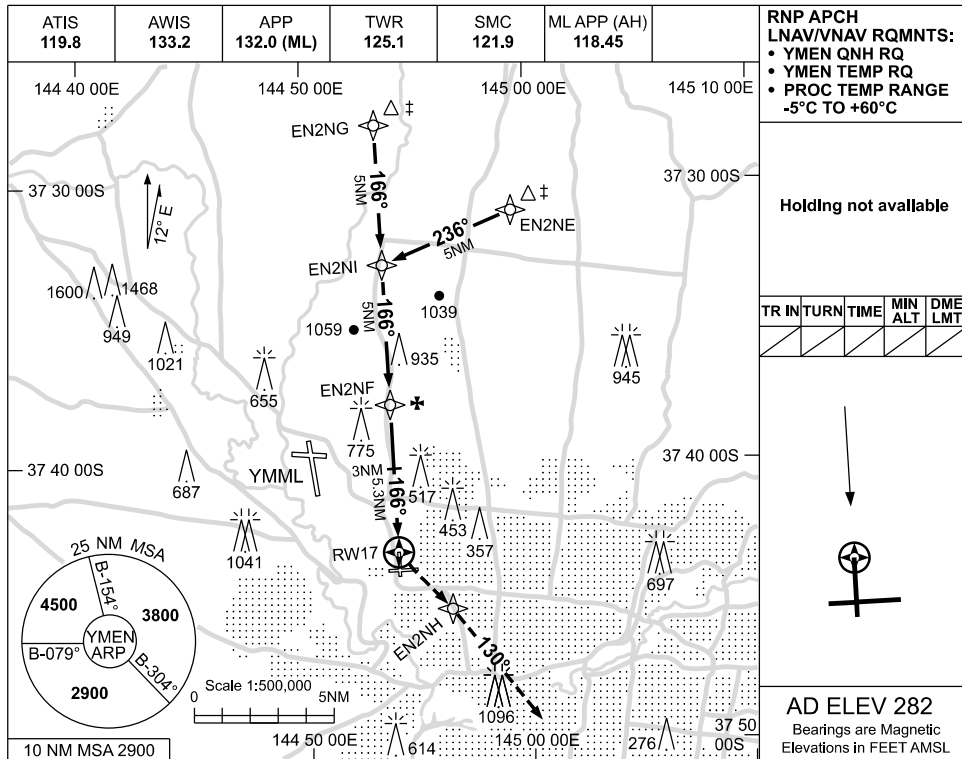 ATIS
119.8
AWIS
133.2
APP
132.0 (ML)
TWR
125.1
SMC
121.9
ML APP (AH)
118.45
RNP APCH
LNAV/VNAV RQMNTS:
• YMEN QNH RQ
• YMEN TEMP RQ
• PROC TEMP RANGE
-5°C TO +60°C
144 40 00E
144 50 00E
145 00 00E
145 10 00E
EN2NG
△ ‡
37 30 00S
37 30 00S
166°
5NM
△ ‡
EN2NE
236°
5NM
12° E
Holding not available
EN2NI
1600
1468
949
1021
1059
1039
166°
5NM
935
945
655
TR IN
TURN
TIME
MIN
ALT
DME
LMT
EN2NF
775
37 40 00S
37 40 00S
687
YMML
3NM
166°
5.3NM
517
453
357
1041
RW17
697
25 NM MSA
B-154°
4500
3800
YMEN
ARP
B-079°
B-304°
2900
EN2NH
130°
Scale 1:500,000
0
5NM
1096
10 NM MSA 2900
144 50 00E
614
145 00 00E
276
37 50
00S
AD ELEV 282
Bearings are Magnetic
Elevations in FEET AMSL